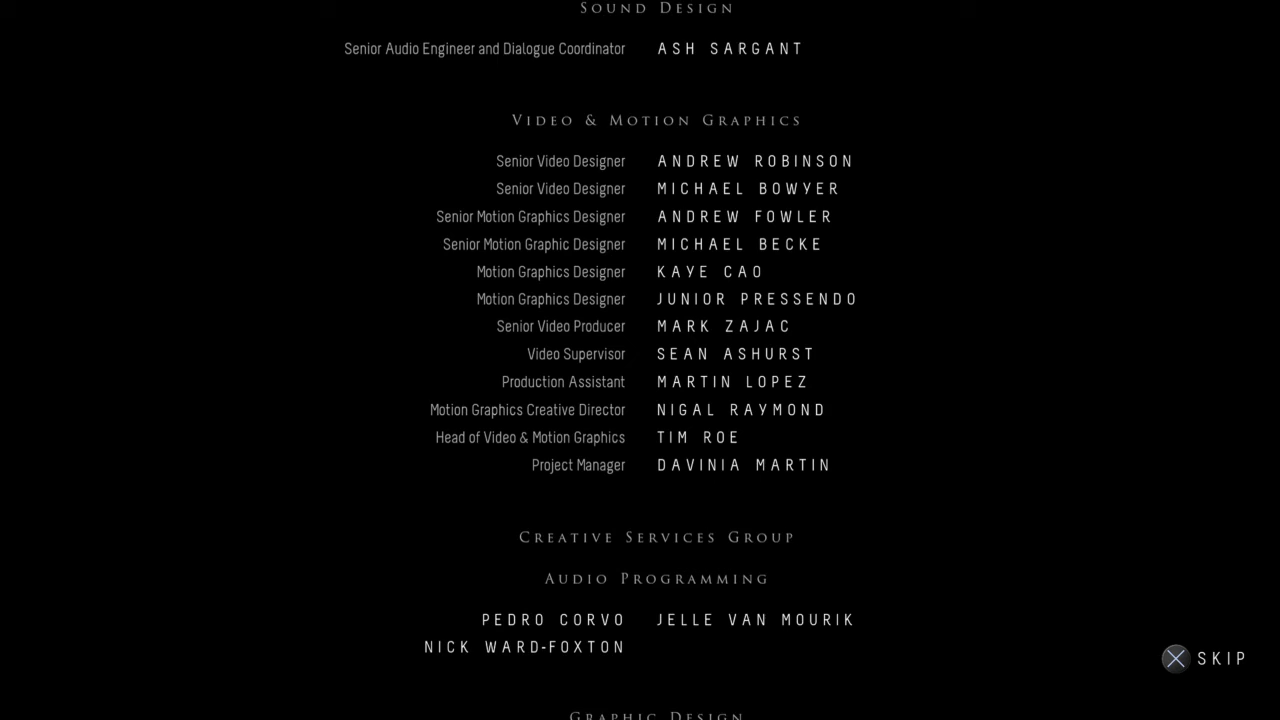 SOUND DESIGN
Senior Audio Engineer and Dialogue Coordinator ASH SARGANT
VIDEO & MOTION GRAPHICS
Senior Video Designer ANDREW ROBINSON
Senior Video Designer MICHAEL BOWYER
Senior Motion Graphics Designer ANDREW FOWLER
Senior Motion Graphic Designer MICHAEL BECKE
Motion Graphics Designer KAYE CAO
Motion Graphics Designer JUNIOR PRESSENDO
Senior Video Producer MARK ZAJAC
Video Supervisor SEAN ASHURST
Production Assistant MARTIN LOPEZ
Motion Graphics Creative Director NIGAL RAYMOND
Head of Video & Motion Graphics TIM ROE
Project Manager DAVINIA MARTIN
CREATIVE SERVICES GROUP
AUDIO PROGRAMMING
PEDRO CORVO JELLE VAN MOURIK
NICK WARD-FOXTON
SKIP
GRAPHIC DESIGN